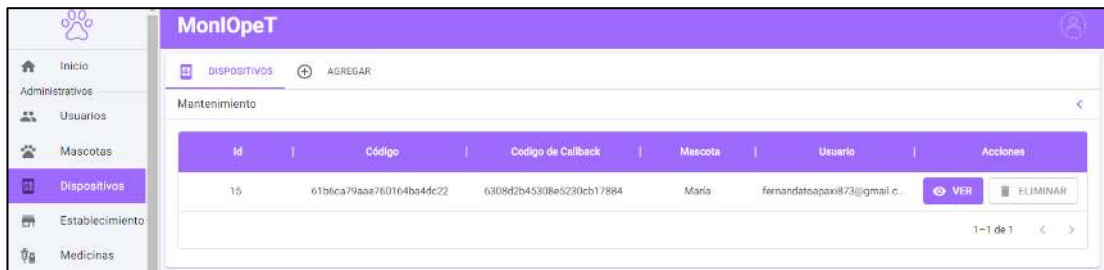 MonIOpeT
Inicio
Administrativos
Usuarios
Mascotas
Dispositivos
Establecimiento
Medicinas
DISPOSITIVOS AGREGAR
Mantenimiento
Id Código Codigo de Callback Mascota Usuario Acciones
15 61b6ca79aae760164ba4dc22 6308d2b45308e5230cb17884 María fernandatoapaxi873@gmail.c... VER ELIMINAR
1–1 de 1